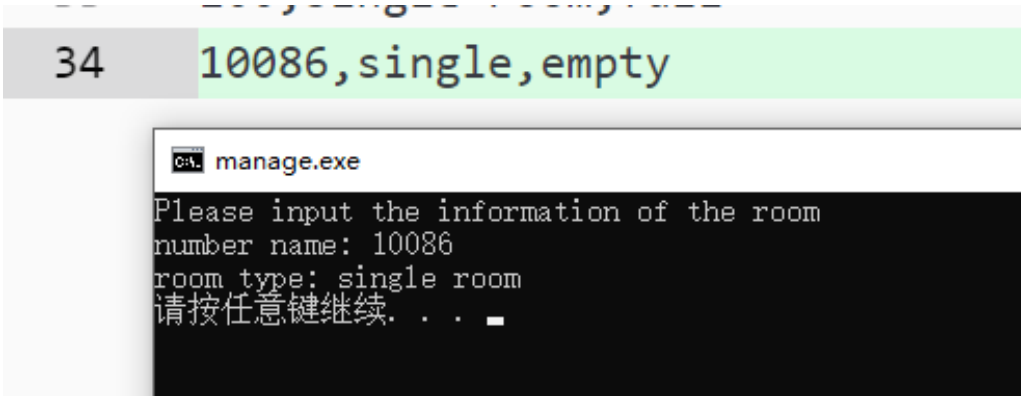 34 10086,single,empty
manage.exe
Please input the information of the room
number name: 10086
room type: single room
请按任意键继续. . .